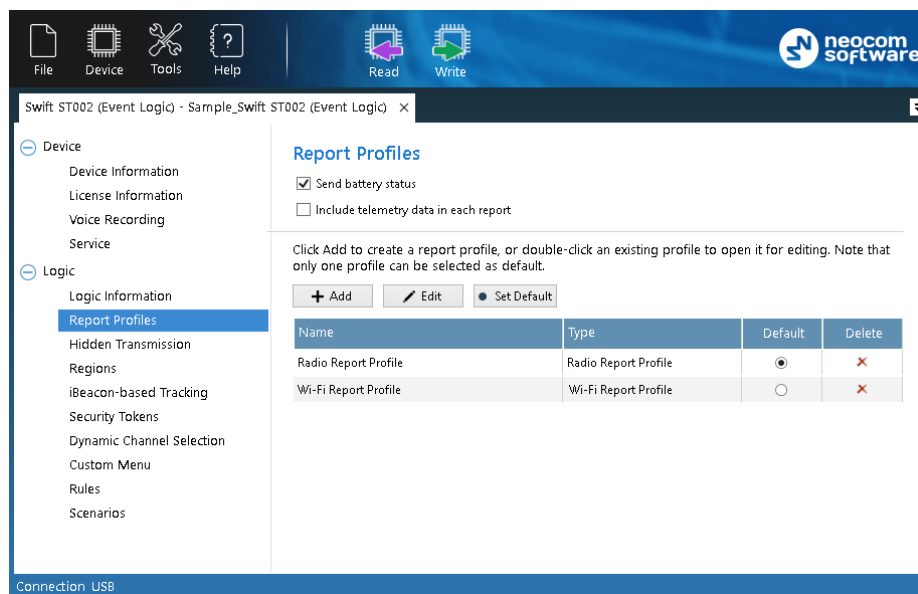 File Device Tools Help Read Write
neocom
software
Swift ST002 (Event Logic) - Sample_Swift ST002 (Event Logic) ×
Device
Device Information
License Information
Voice Recording
Service
Logic
Logic Information
Report Profiles
Hidden Transmission
Regions
iBeacon-based Tracking
Security Tokens
Dynamic Channel Selection
Custom Menu
Rules
Scenarios
Report Profiles
Send battery status
Include telemetry data in each report
Click Add to create a report profile, or double-click an existing profile to open it for editing. Note that
only one profile can be selected as default.
Add Edit Set Default
Name Type Default Delete
Radio Report Profile Radio Report Profile
Wi-Fi Report Profile Wi-Fi Report Profile
Connection USB